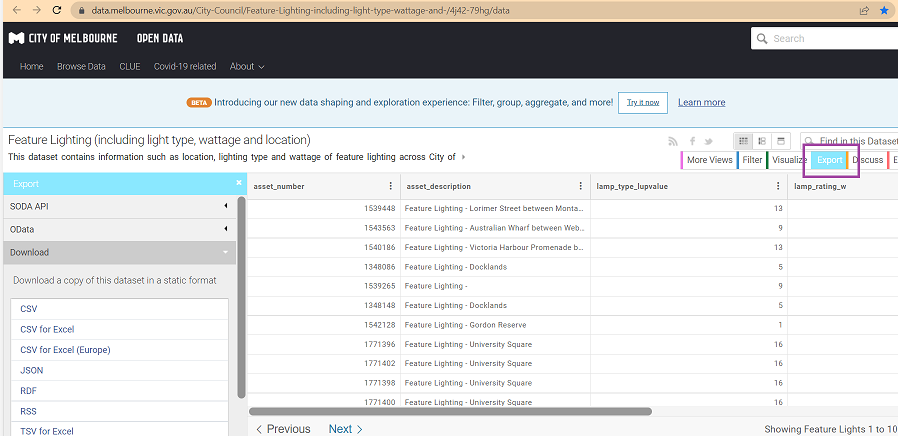 data.melbourne.vic.gov.au/City-Council/Feature-Lighting-including-light-type-wattage-and-/4j42-79hg/data
CITY OF MELBOURNE OPEN DATA
Search
Home Browse Data CLUE Covid-19 related About
BETA Introducing our new data shaping and exploration experience: Filter, group, aggregate, and more! Try it now Learn more
Feature Lighting (including light type, wattage and location)
Find in this Dataset
This dataset contains information such as location, lighting type and wattage of feature lighting across City of
More Views Filter Visualize Export Discuss E
Export
asset_number asset_description lamp_type_lupvalue lamp_rating_w
SODA API
OData
Download
Download a copy of this dataset in a static format
CSV
CSV for Excel
CSV for Excel (Europe)
JSON
RDF
RSS
TSV for Excel
1539448 Feature Lighting - Lorimer Street between Monta... 13
1543563 Feature Lighting - Australian Wharf between Web... 9
1540186 Feature Lighting - Victoria Harbour Promenade b... 13
1348086 Feature Lighting - Docklands 5
1539265 Feature Lighting - 9
1348148 Feature Lighting - Docklands 5
1542128 Feature Lighting - Gordon Reserve 1
1771396 Feature Lighting - University Square 16
1771402 Feature Lighting - University Square 16
1771398 Feature Lighting - University Square 16
1771400 Feature Lighting - University Square 16
Previous Next Showing Feature Lights 1 to 10